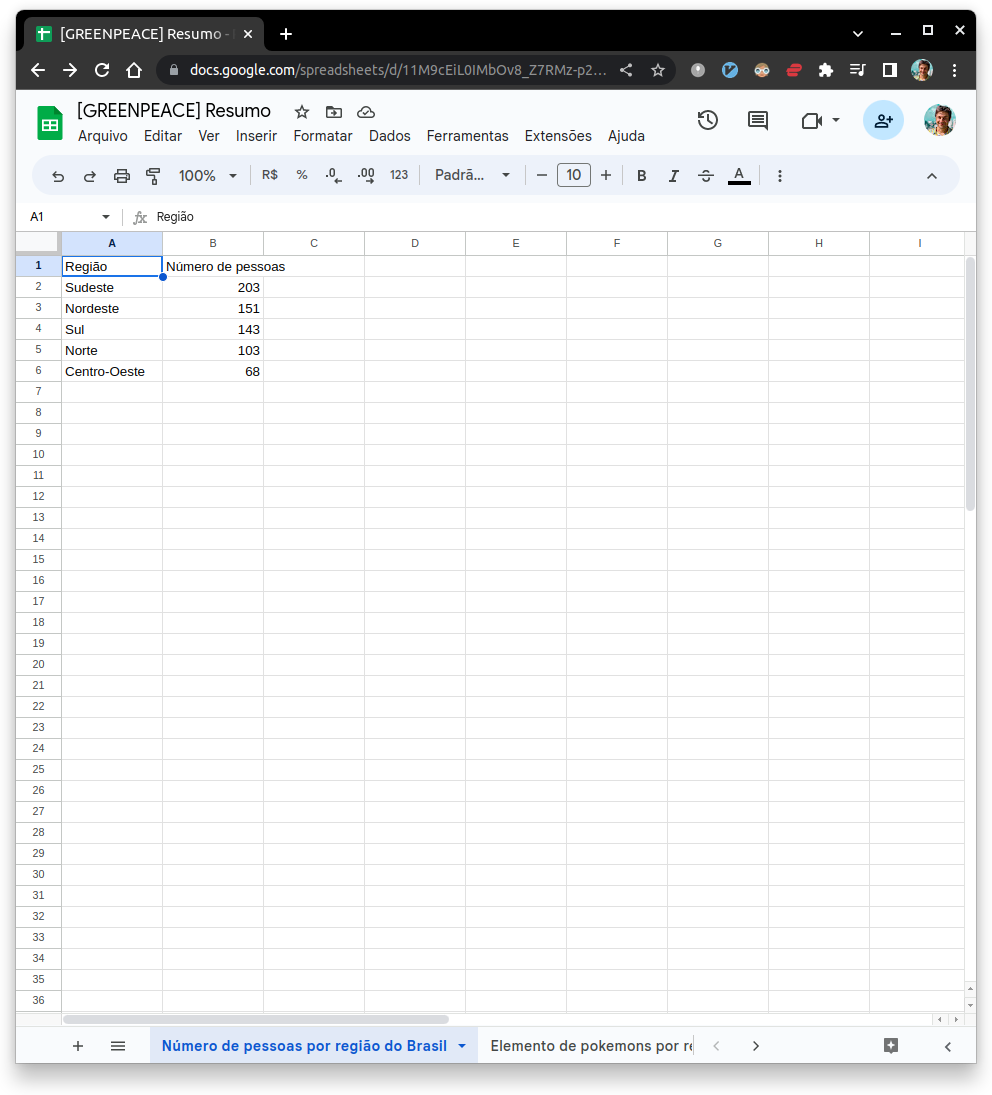 [GREENPEACE] Resumo -
docs.google.com/spreadsheets/d/11M9cEiL0IMbOv8_Z7RMz-p2...
[GREENPEACE] Resumo
Arquivo Editar Ver Inserir Formatar Dados Ferramentas Extensões Ajuda
100% R$ % .0 .00 123 Padrã... 10 B I S A
A1 fx Região
A B C D E F G H I
1 Região Número de pessoas
2 Sudeste 203
3 Nordeste 151
4 Sul 143
5 Norte 103
6 Centro-Oeste 68
7
8
9
10
11
12
13
14
15
16
17
18
19
20
21
22
23
24
25
26
27
28
29
30
31
32
33
34
35
36
Número de pessoas por região do Brasil Elemento de pokemons por re